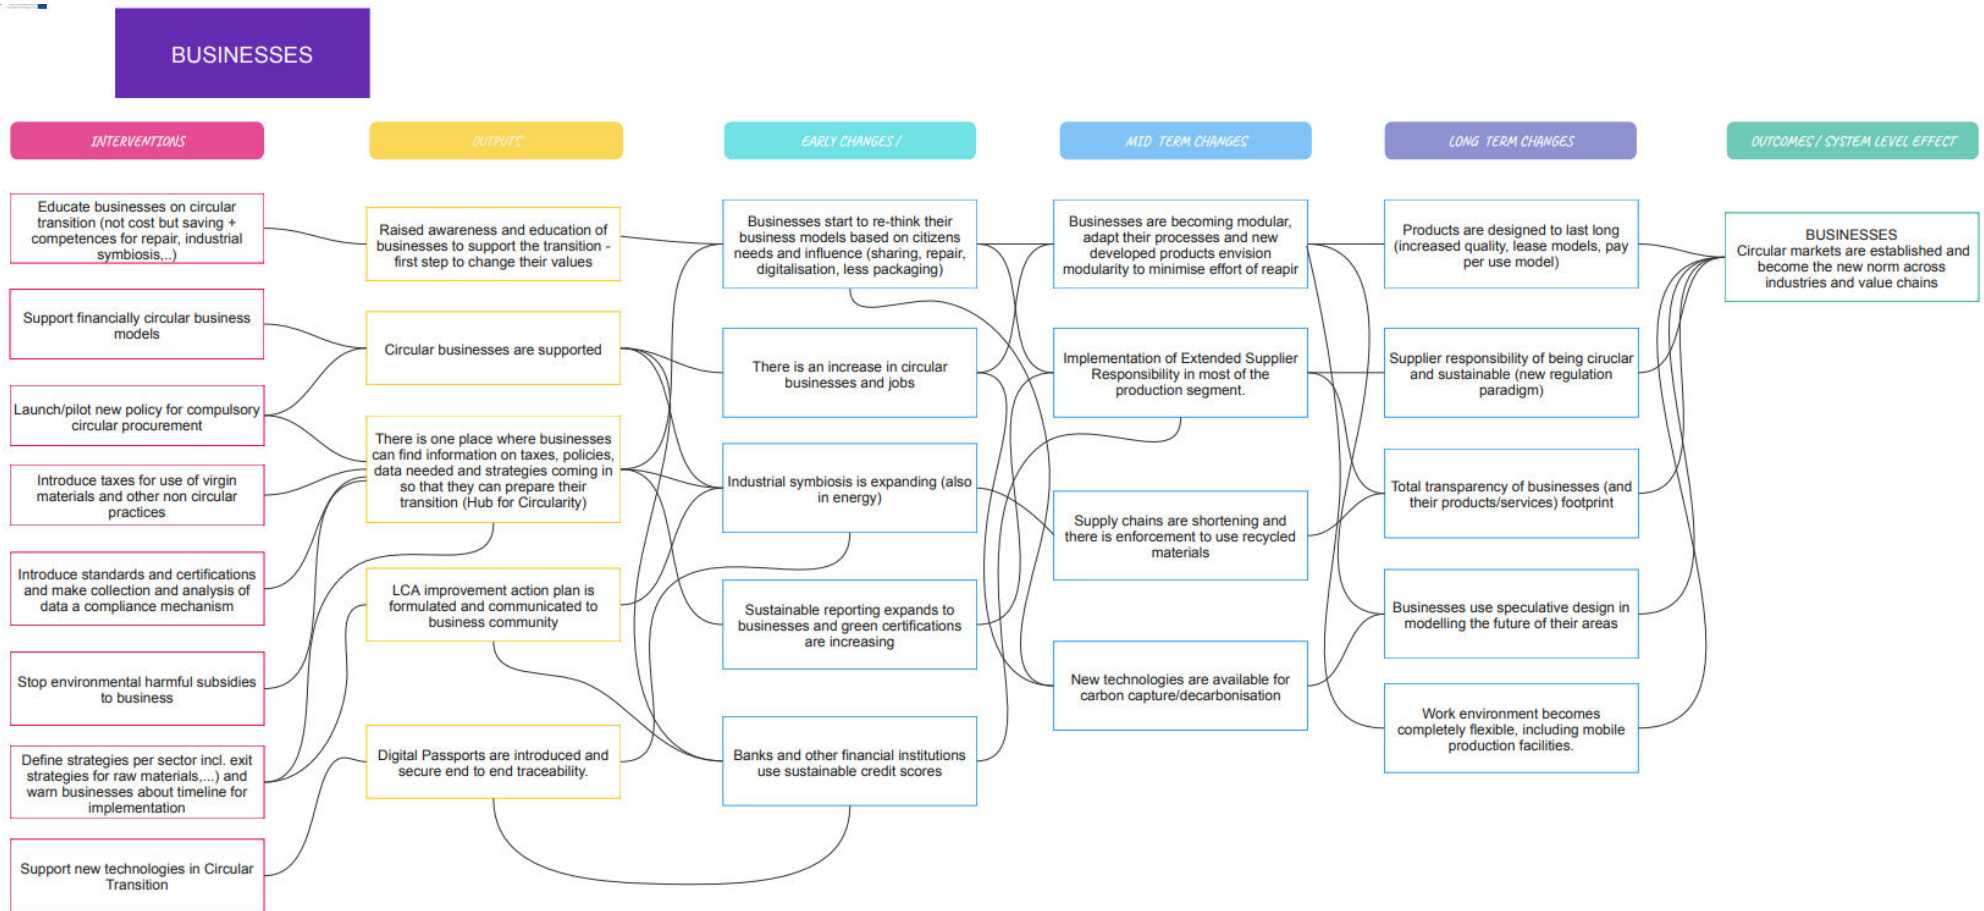 BUSINESSES
INTERVENTIONS
OUTPUTS
EARLY CHANGES /
MID TERM CHANGES
LONG TERM CHANGES
OUTCOMES / SYSTEM LEVEL EFFECT
Educate businesses on circular
transition (not cost but saving +
competences for repair, industrial
symbiosis,..)
Support financially circular business
models
Launch/pilot new policy for compulsory
circular procurement
Introduce taxes for use of virgin
materials and other non circular
practices
Introduce standards and certifications
and make collection and analysis of
data a compliance mechanism
Stop environmental harmful subsidies
to business
Define strategies per sector incl. exit
strategies for raw materials,...) and
warn businesses about timeline for
implementation
Support new technologies in Circular
Transition
Raised awareness and education of
businesses to support the transition -
first step to change their values
Circular businesses are supported
There is one place where businesses
can find information on taxes, policies,
data needed and strategies coming in
so that they can prepare their
transition (Hub for Circularity)
LCA improvement action plan is
formulated and communicated to
business community
Digital Passports are introduced and
secure end to end traceability.
Businesses start to re-think their
business models based on citizens
needs and influence (sharing, repair,
digitalisation, less packaging)
There is an increase in circular
businesses and jobs
Industrial symbiosis is expanding (also
in energy)
Sustainable reporting expands to
businesses and green certifications
are increasing
Banks and other financial institutions
use sustainable credit scores
Businesses are becoming modular,
adapt their processes and new
developed products envision
modularity to minimise effort of reapir
Implementation of Extended Supplier
Responsibility in most of the
production segment.
Supply chains are shortening and
there is enforcement to use recycled
materials
New technologies are available for
carbon capture/decarbonisation
Products are designed to last long
(increased quality, lease models, pay
per use model)
Supplier responsibility of being ciruclar
and sustainable (new regulation
paradigm)
Total transparency of businesses (and
their products/services) footprint
Businesses use speculative design in
modelling the future of their areas
Work environment becomes
completely flexible, including mobile
production facilities.
BUSINESSES
Circular markets are established and
become the new norm across
industries and value chains